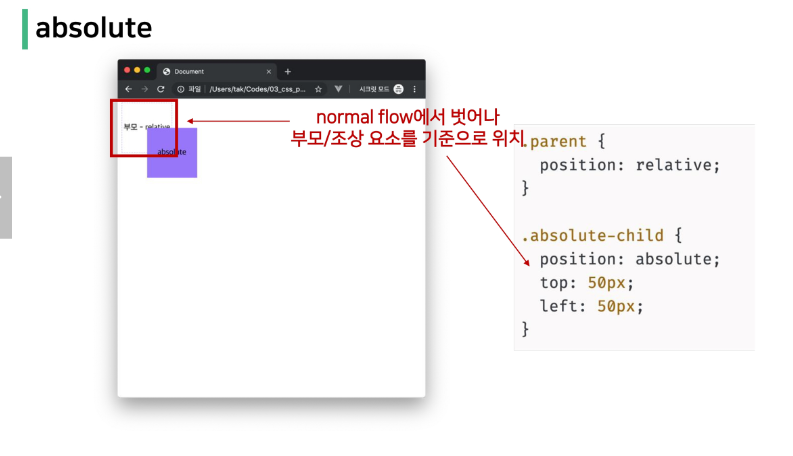 absolute
Document
파일 | /Users/tak/Codes/03_css_p...
시크릿 모드
부모 - relative
absolute
normal flow에서 벗어나
부모/조상 요소를 기준으로 위치
.parent {
position: relative;
}
.absolute-child {
position: absolute;
top: 50px;
left: 50px;
}